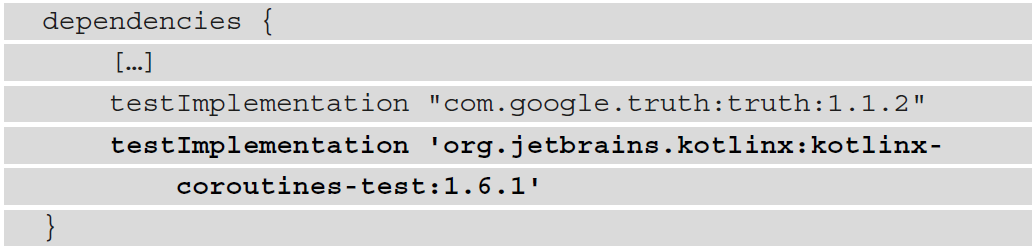 dependencies {
[…]
testImplementation "com.google.truth:truth:1.1.2"
testImplementation 'org.jetbrains.kotlinx:kotlinx-
coroutines-test:1.6.1'
}